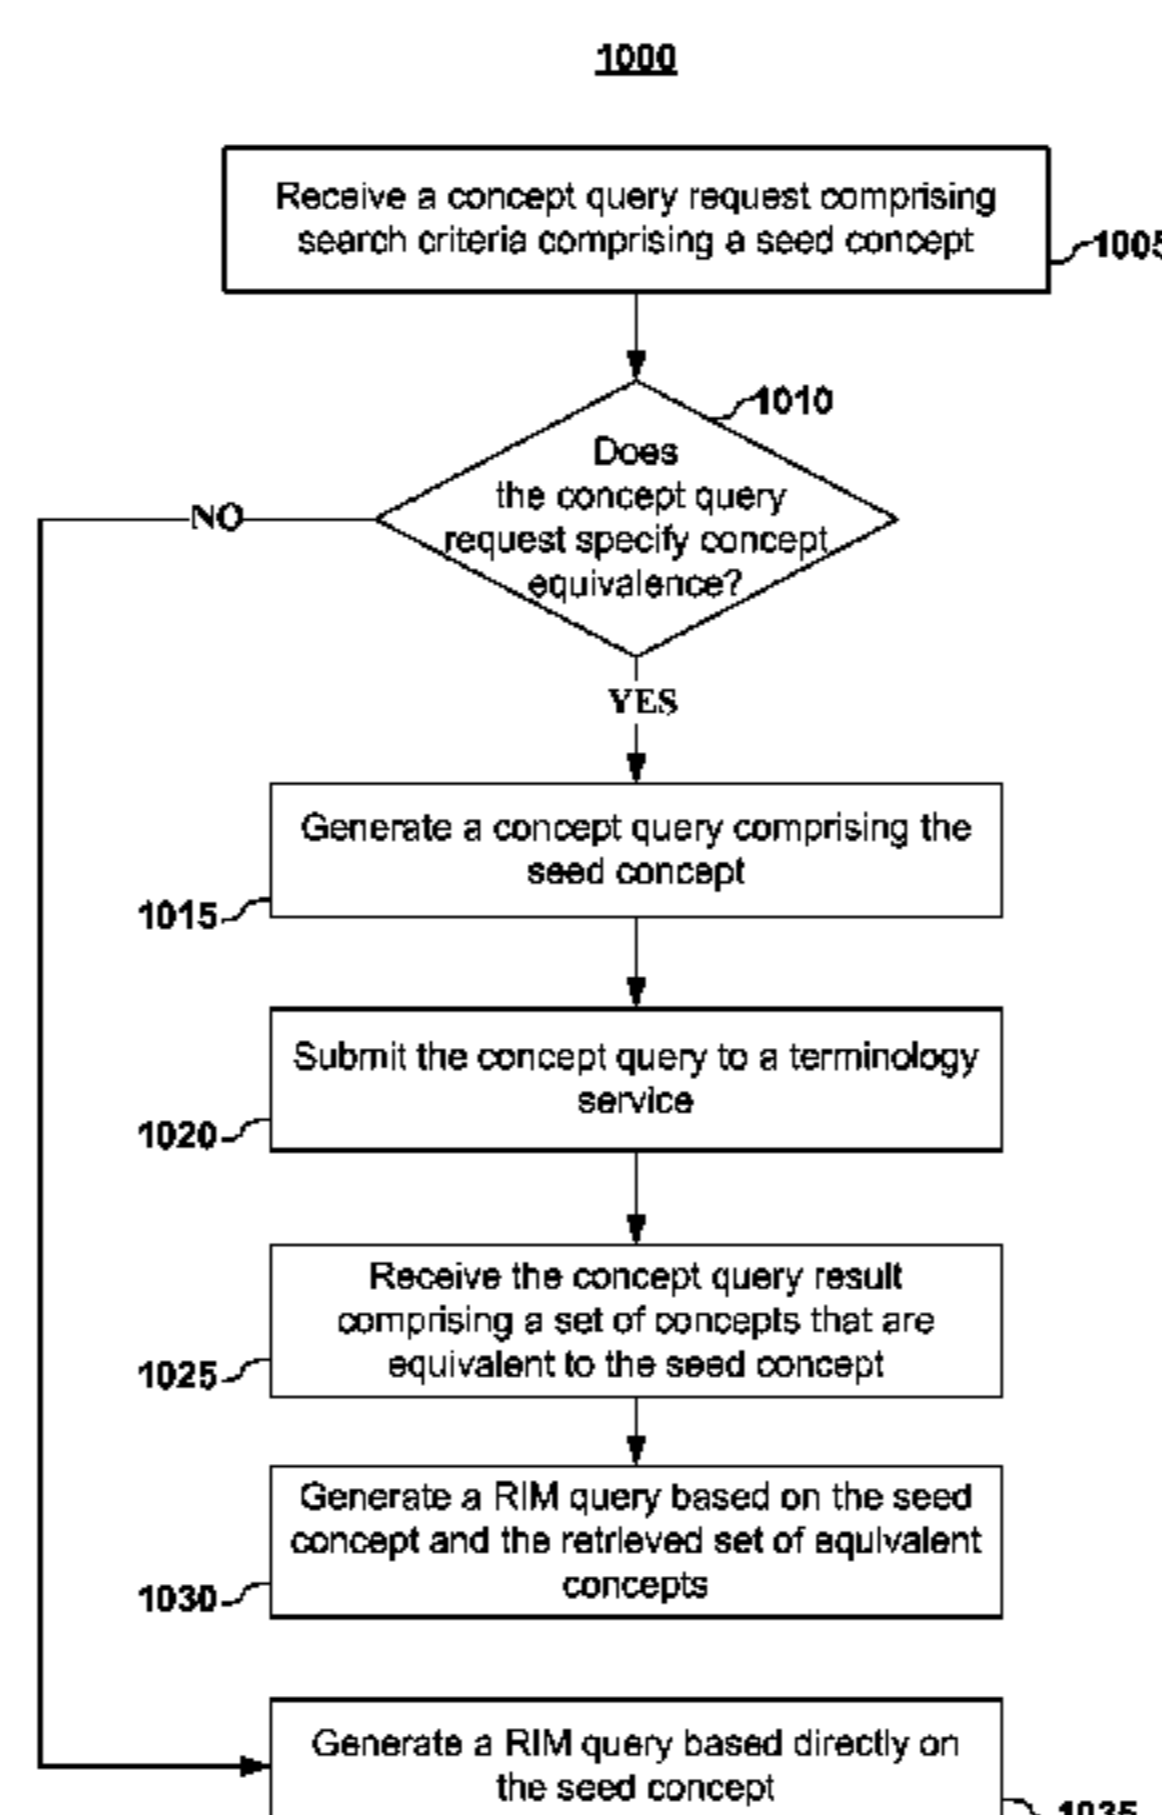 1000
Receive a concept query request comprising
search criteria comprising a seed concept
1005
1010
Does
the concept query
request specify concept
equivalence?
NO
YES
Generate a concept query comprising the
seed concept
1015
Submit the concept query to a terminology
service
1020
Receive the concept query result
comprising a set of concepts that are
equivalent to the seed concept
1025
Generate a RIM query based on the seed
concept and the retrieved set of equivalent
concepts
1030
Generate a RIM query based directly on
the seed concept
1035